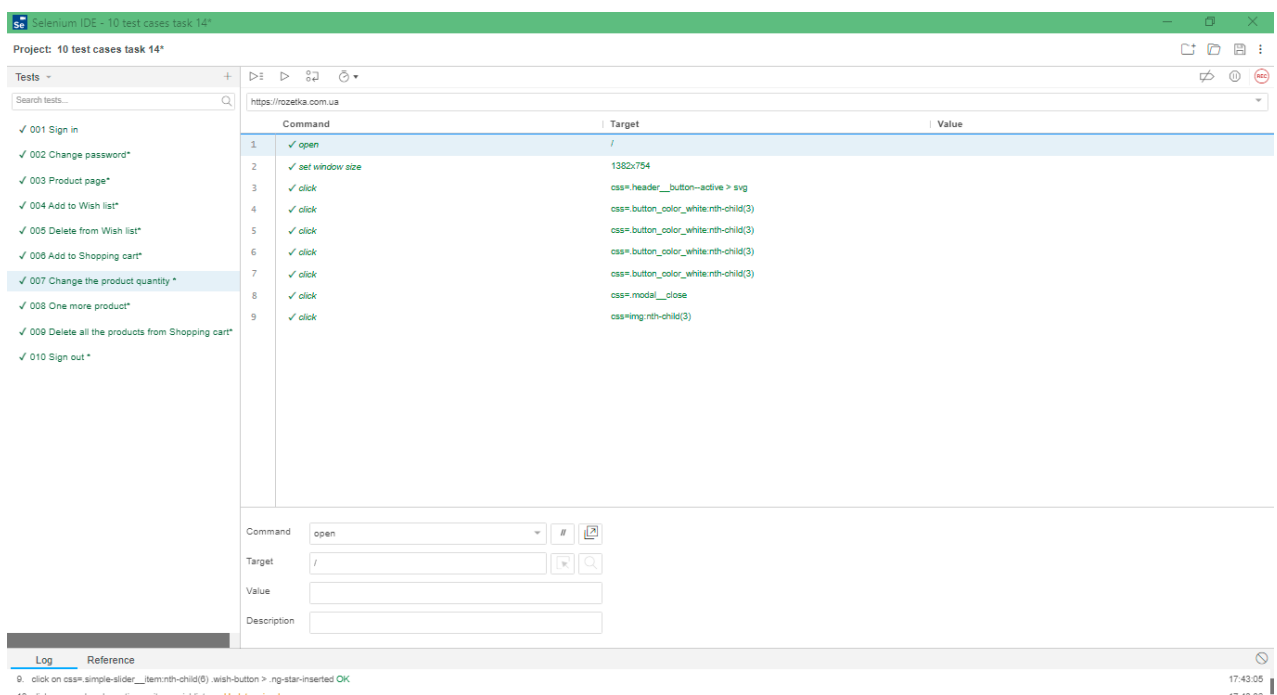 Se Selenium IDE - 10 test cases task 14*
Project: 10 test cases task 14*
Tests
Search tests...
✓ 001 Sign in
✓ 002 Change password*
✓ 003 Product page*
✓ 004 Add to Wish list*
✓ 005 Delete from Wish list*
✓ 006 Add to Shopping cart*
✓ 007 Change the product quantity *
✓ 008 One more product*
✓ 009 Delete all the products from Shopping cart*
✓ 010 Sign out *
REC
https://rozetka.com.ua
Command Target Value
1 ✓ open /
2 ✓ set window size 1382x754
3 ✓ click css=.header__button--active > svg
4 ✓ click css=.button_color_white:nth-child(3)
5 ✓ click css=.button_color_white:nth-child(3)
6 ✓ click css=.button_color_white:nth-child(3)
7 ✓ click css=.button_color_white:nth-child(3)
8 ✓ click css=.modal__close
9 ✓ click css=img:nth-child(3)
Command open //
Target /
Value
Description
Log Reference
9. click on css=.simple-slider__item:nth-child(6) .wish-button > .ng-star-inserted OK 17:43:05